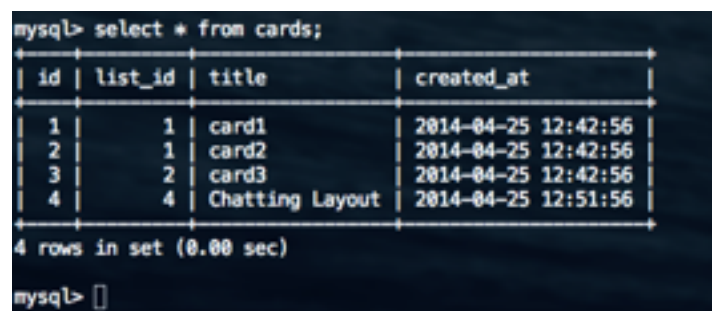 mysql> select * from cards;
+----+---------+-----------------+---------------------+
| id | list_id | title           | created_at          |
+----+---------+-----------------+---------------------+
|  1 |       1 | card1           | 2014-04-25 12:42:56 |
|  2 |       1 | card2           | 2014-04-25 12:42:56 |
|  3 |       2 | card3           | 2014-04-25 12:42:56 |
|  4 |       4 | Chatting Layout | 2014-04-25 12:51:56 |
+----+---------+-----------------+---------------------+
4 rows in set (0.00 sec)
mysql>